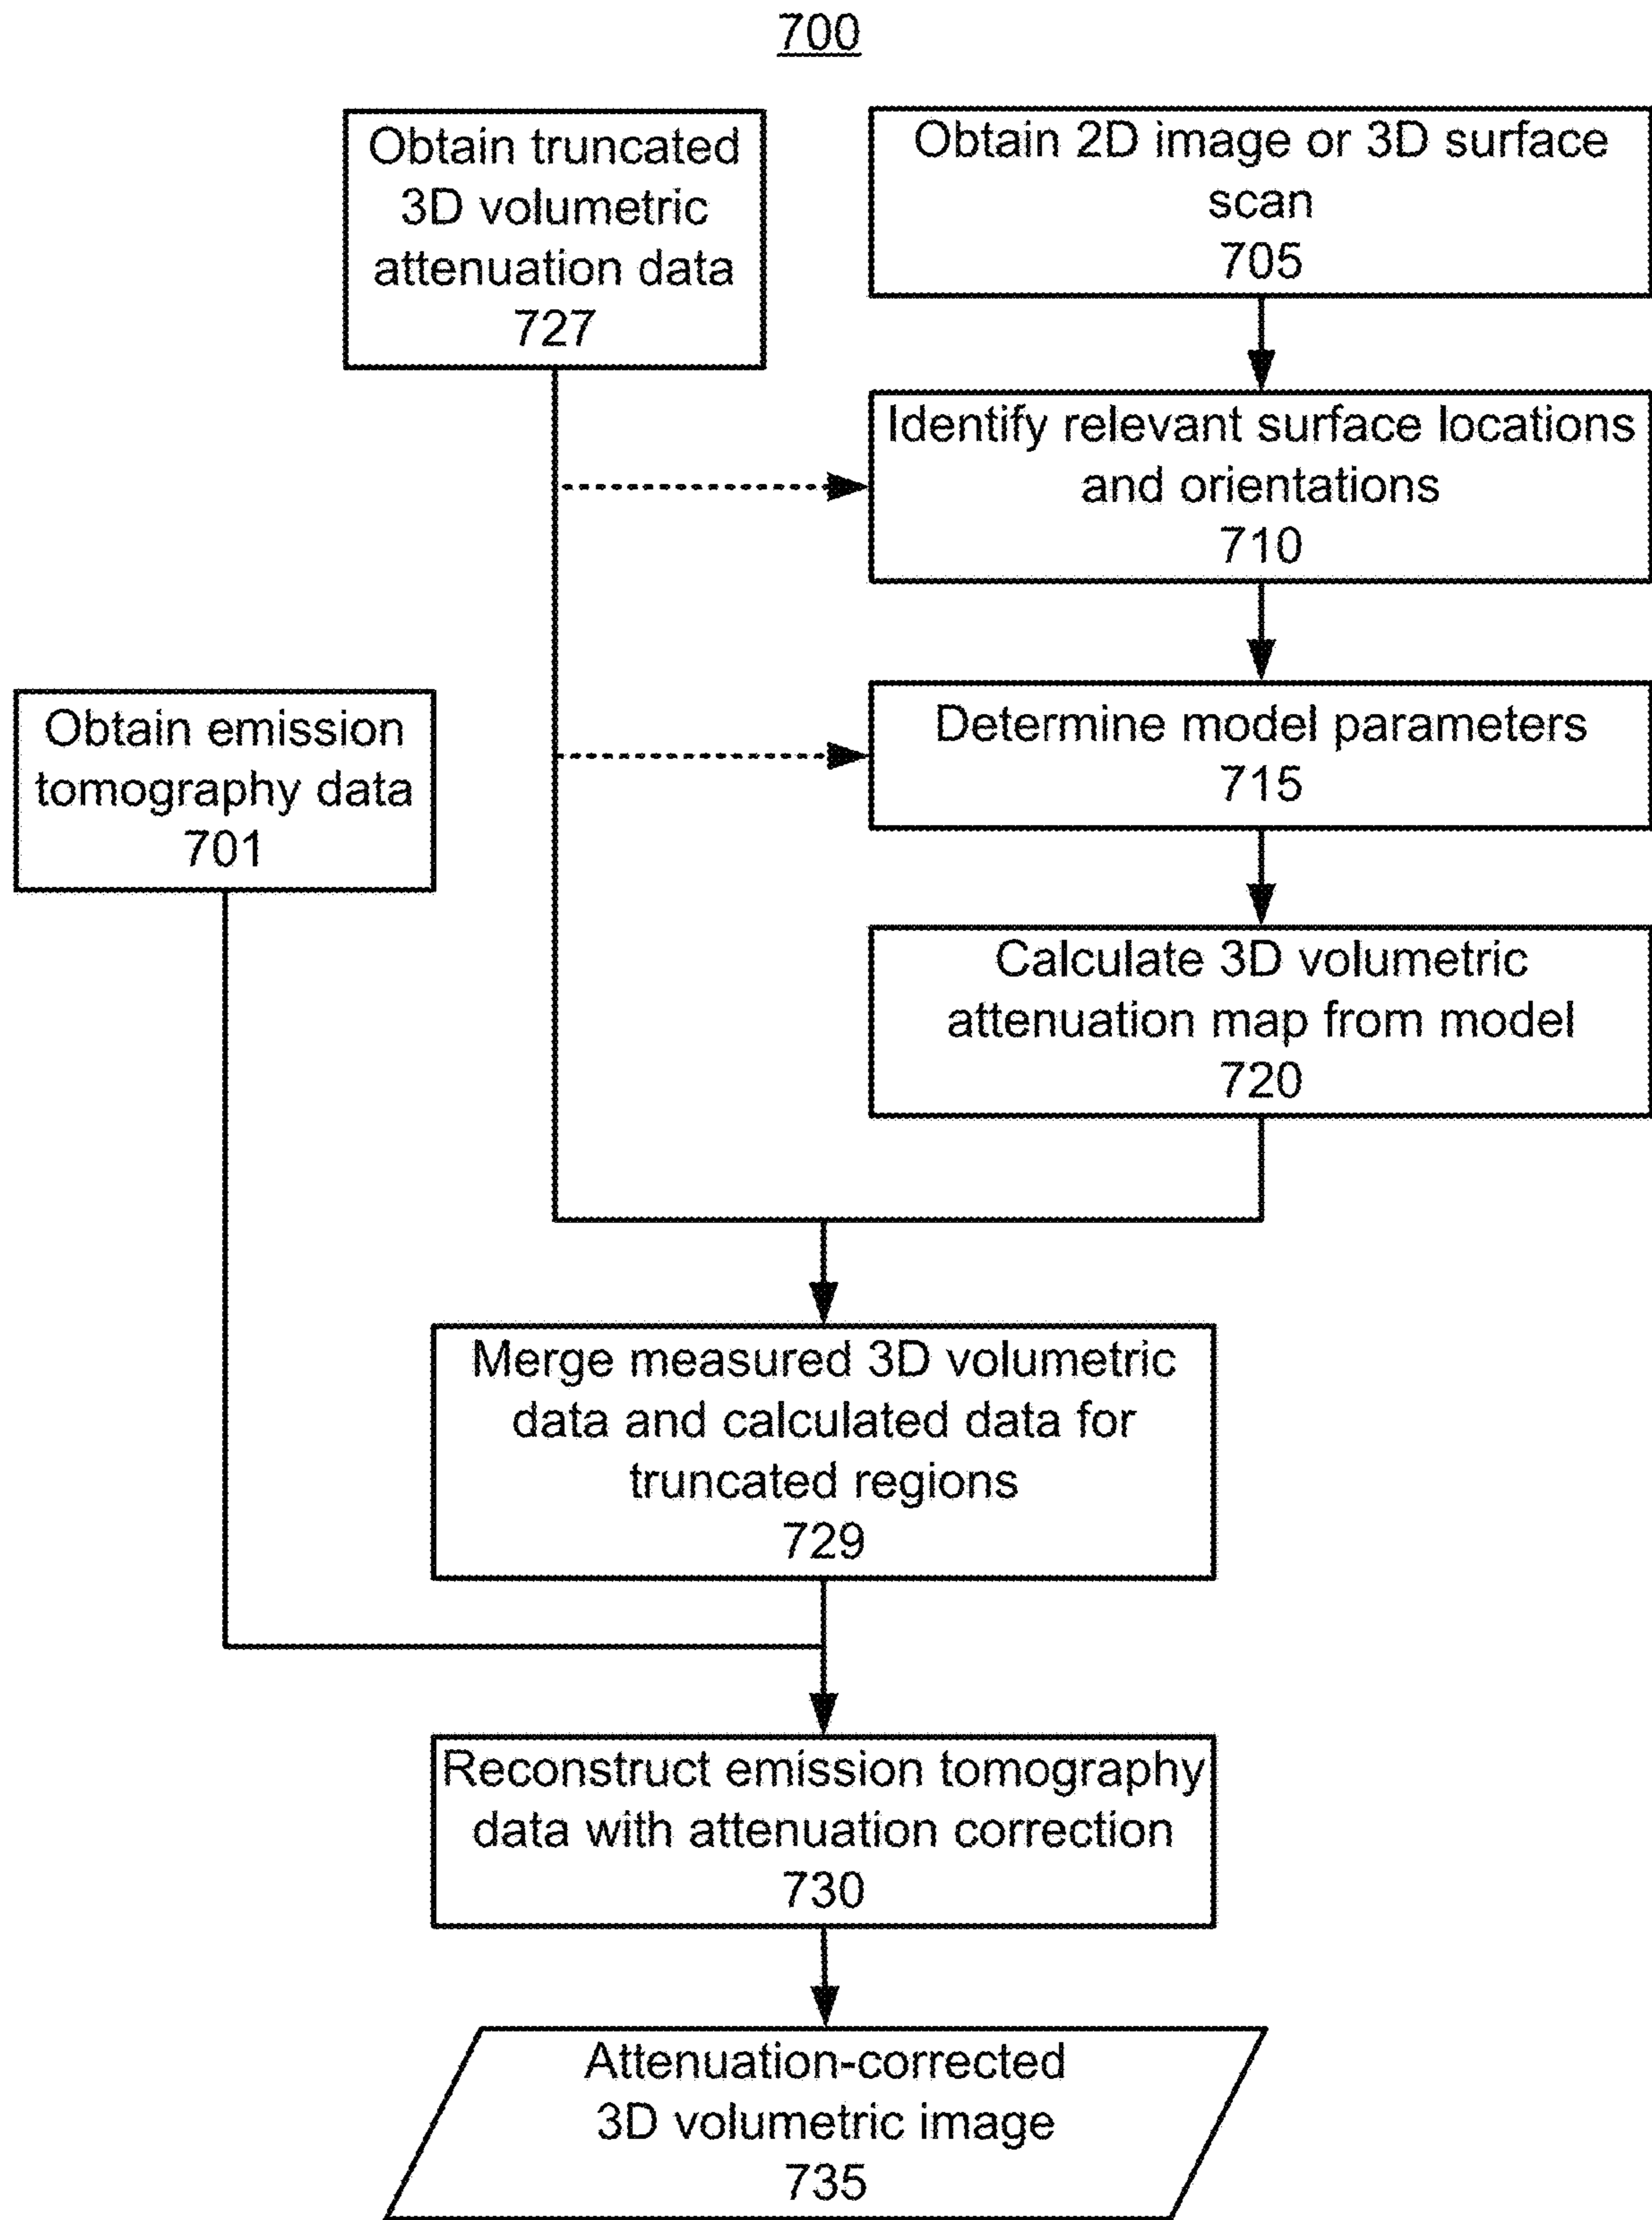 700
Obtain truncated
3D volumetric
attenuation data
727
Obtain 2D image or 3D surface
scan
705
Identify relevant surface locations
and orientations
710
Obtain emission
tomography data
701
Determine model parameters
715
Calculate 3D volumetric
attenuation map from model
720
Merge measured 3D volumetric
data and calculated data for
truncated regions
729
Reconstruct emission tomography
data with attenuation correction
730
Attenuation-corrected
3D volumetric image
735